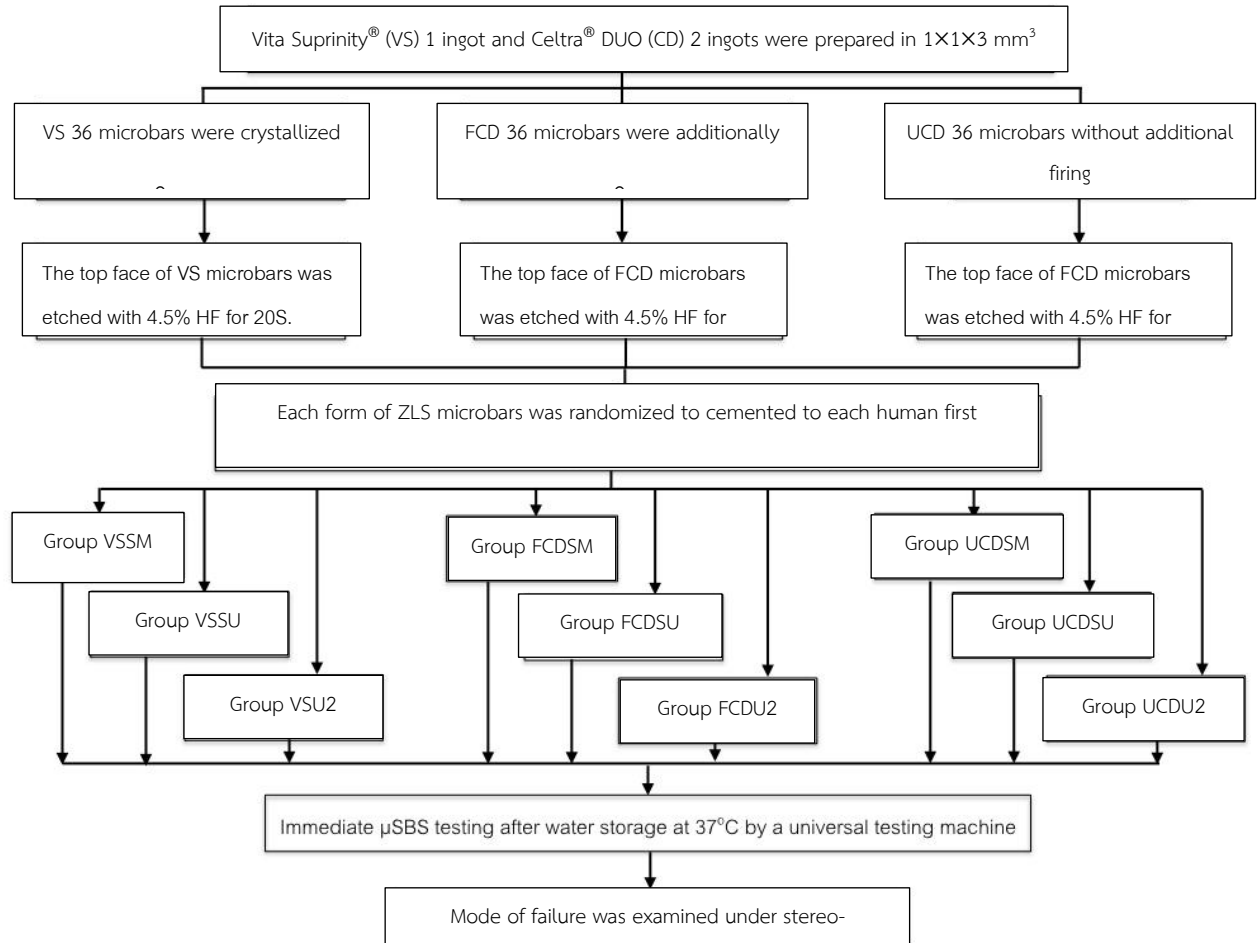 Vita Suprinity® (VS) 1 ingot and Celtra® DUO (CD) 2 ingots were prepared in 1×1×3 mm³
VS 36 microbars were crystallized
FCD 36 microbars were additionally
UCD 36 microbars without additional
firing
The top face of VS microbars was
etched with 4.5% HF for 20S.
The top face of FCD microbars
was etched with 4.5% HF for
The top face of FCD microbars
was etched with 4.5% HF for
Each form of ZLS microbars was randomized to cemented to each human first
Group VSSM
Group FCDSM
Group UCDSM
Group VSSU
Group FCDSU
Group UCDSU
Group VSU2
Group FCDU2
Group UCDU2
Immediate µSBS testing after water storage at 37°C by a universal testing machine
Mode of failure was examined under stereo-